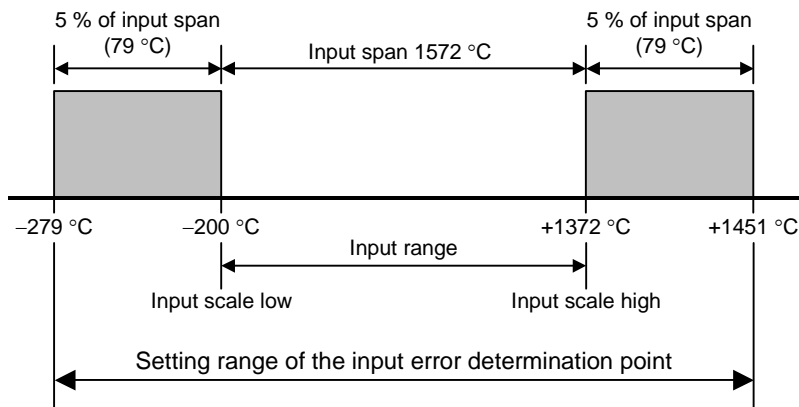 5 % of input span
(79 °C)
Input span 1572 °C
5 % of input span
(79 °C)
−279 °C
−200 °C
+1372 °C
+1451 °C
Input range
Input scale low
Input scale high
Setting range of the input error determination point